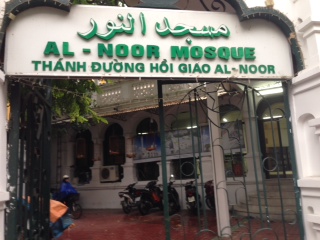 مسجد النور
AL - NOOR MOSQUE
THÁNH ĐƯỜNG HỒI GIÁO AL-NOOR